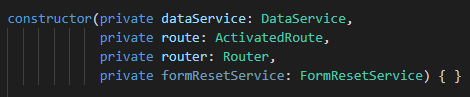 constructor(private dataService: DataService,
private route: ActivatedRoute,
private router: Router,
private formResetService: FormResetService) { }